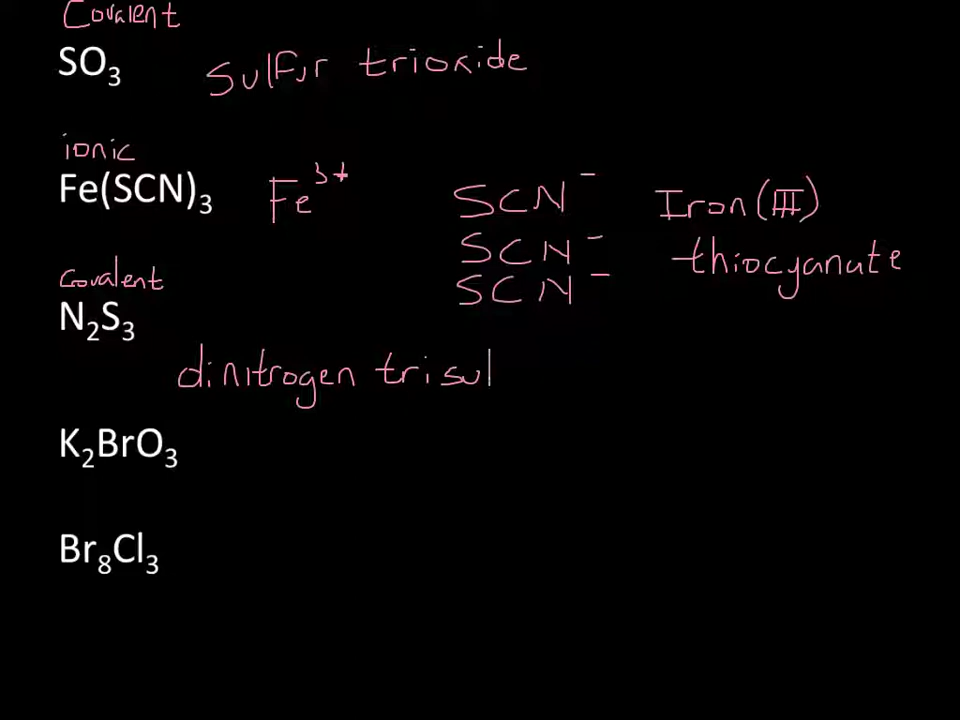 Covalent
SO₃ Sulfur trioxide
ionic
Fe(SCN)₃ Fe³⁺ SCN⁻ Iron(III)
SCN⁻ thiocyanate
Covalent SCN⁻
N₂S₃
dinitrogen trisul
K₂BrO₃
Br₈Cl₃